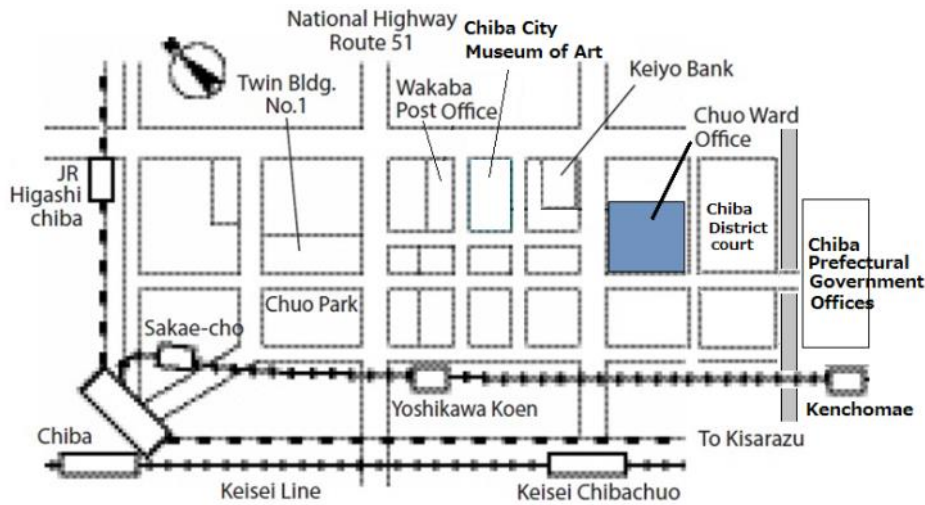 National Highway
Route 51
Chiba City
Museum of Art
Twin Bldg.
No.1
Wakaba
Post Office
Keiyo Bank
Chuo Ward
Office
JR
Higashi
chiba
Chiba
District
court
Chiba
Prefectural
Government
Offices
Chuo Park
Sakae-cho
Yoshikawa Koen
Kenchomae
Chiba
To Kisarazu
Keisei Line
Keisei Chibachuo